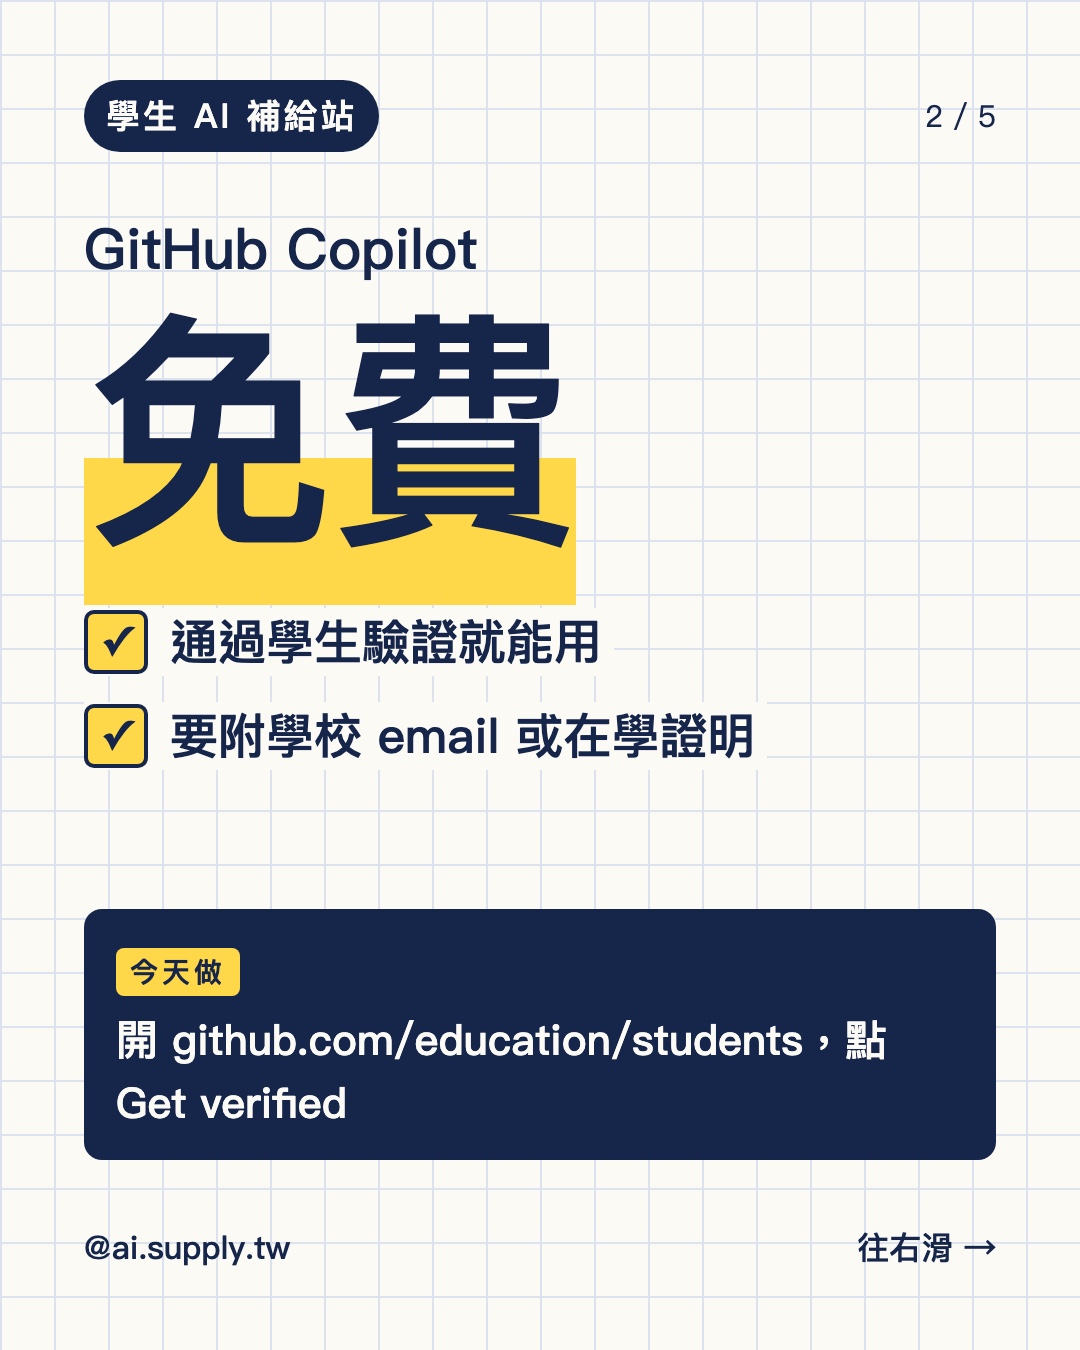 學生 AI 補給站
2 / 5
GitHub Copilot
免費
✓ 通過學生驗證就能用
✓ 要附學校 email 或在學證明
今天做
開 github.com/education/students，點
Get verified
@ai.supply.tw
往右滑 →